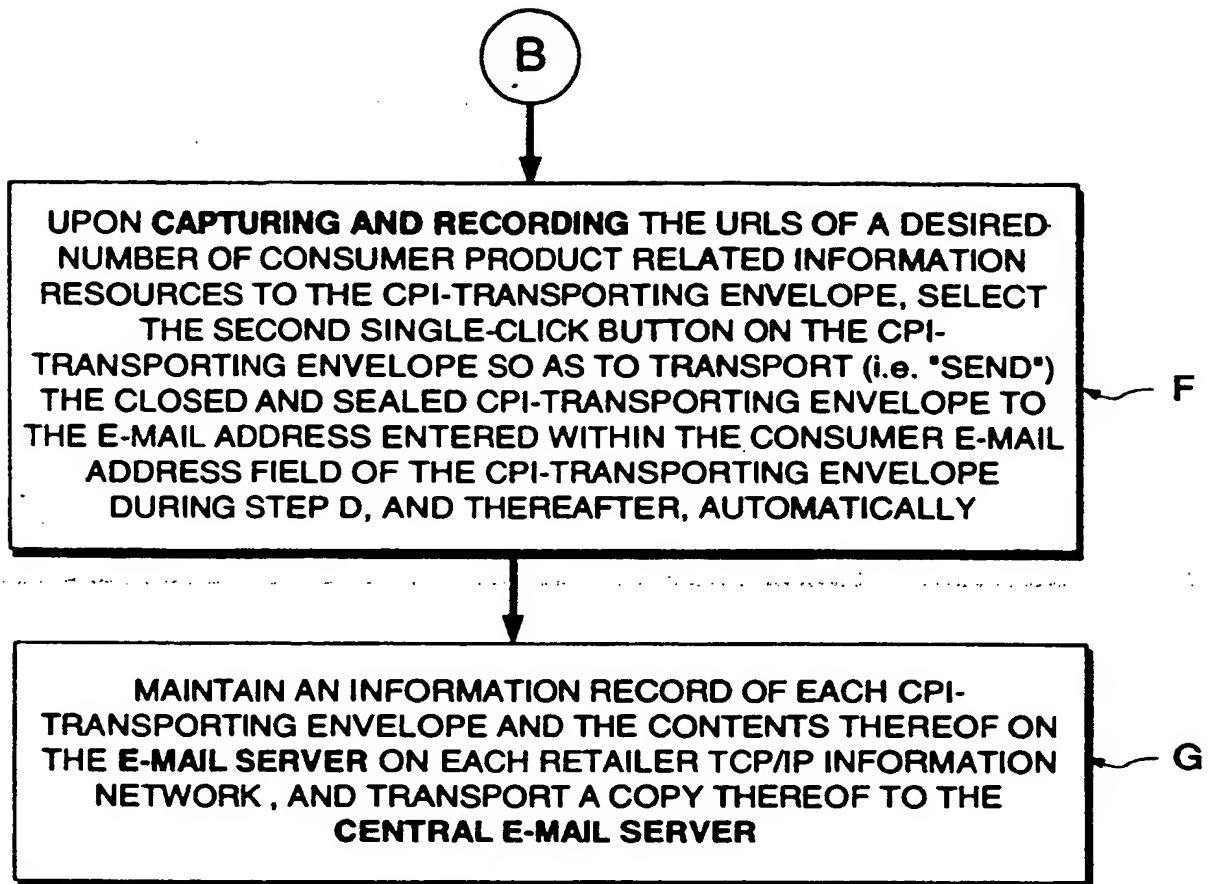 B
UPON CAPTURING AND RECORDING THE URLS OF A DESIRED
NUMBER OF CONSUMER PRODUCT RELATED INFORMATION
RESOURCES TO THE CPI-TRANSPORTING ENVELOPE, SELECT
THE SECOND SINGLE-CLICK BUTTON ON THE CPI-
TRANSPORTING ENVELOPE SO AS TO TRANSPORT (i.e. "SEND")
THE CLOSED AND SEALED CPI-TRANSPORTING ENVELOPE TO
THE E-MAIL ADDRESS ENTERED WITHIN THE CONSUMER E-MAIL
ADDRESS FIELD OF THE CPI-TRANSPORTING ENVELOPE
DURING STEP D, AND THEREAFTER, AUTOMATICALLY
F
MAINTAIN AN INFORMATION RECORD OF EACH CPI-
TRANSPORTING ENVELOPE AND THE CONTENTS THEREOF ON
THE E-MAIL SERVER ON EACH RETAILER TCP/IP INFORMATION
NETWORK , AND TRANSPORT A COPY THEREOF TO THE
CENTRAL E-MAIL SERVER
G